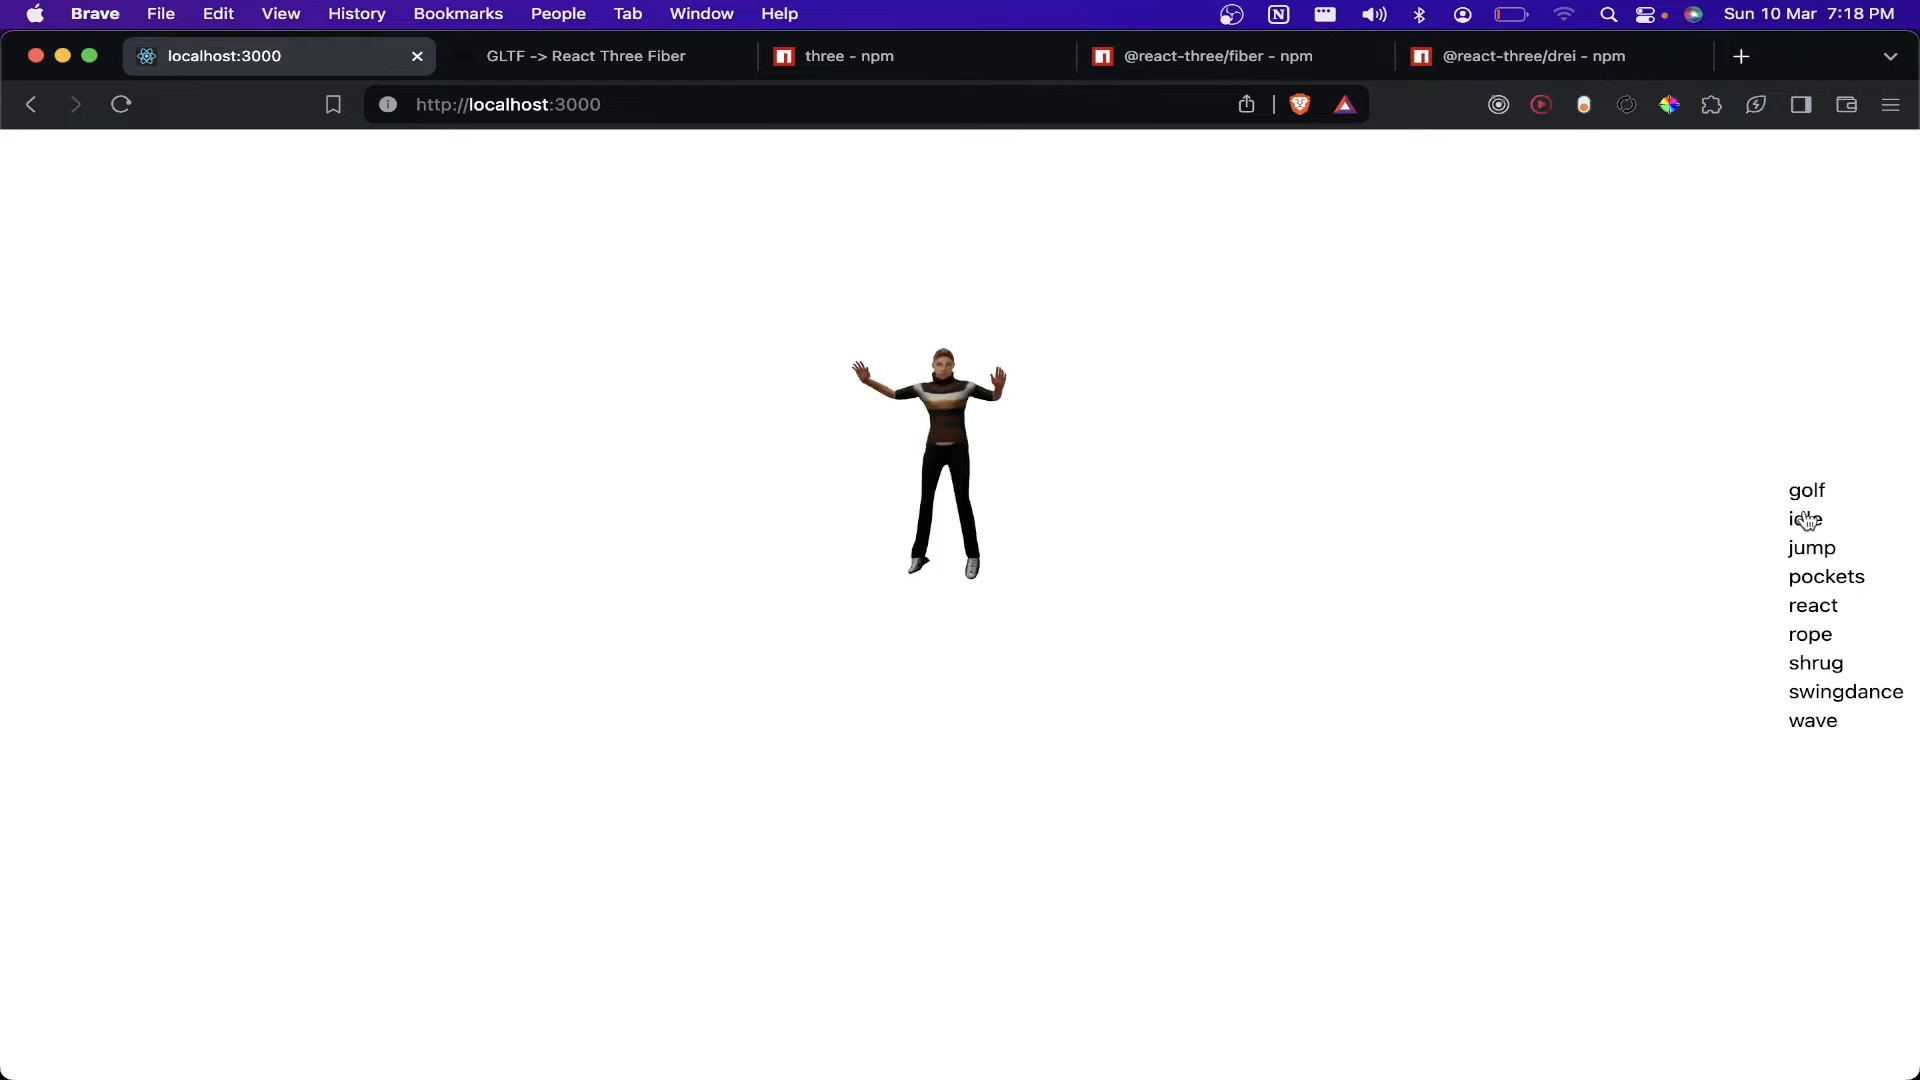 Brave File Edit View History Bookmarks People Tab Window Help Sun 10 Mar 7:18 PM
localhost:3000 GLTF -> React Three Fiber three - npm @react-three/fiber - npm @react-three/drei - npm
http://localhost:3000
golf
idle
jump
pockets
react
rope
shrug
swingdance
wave